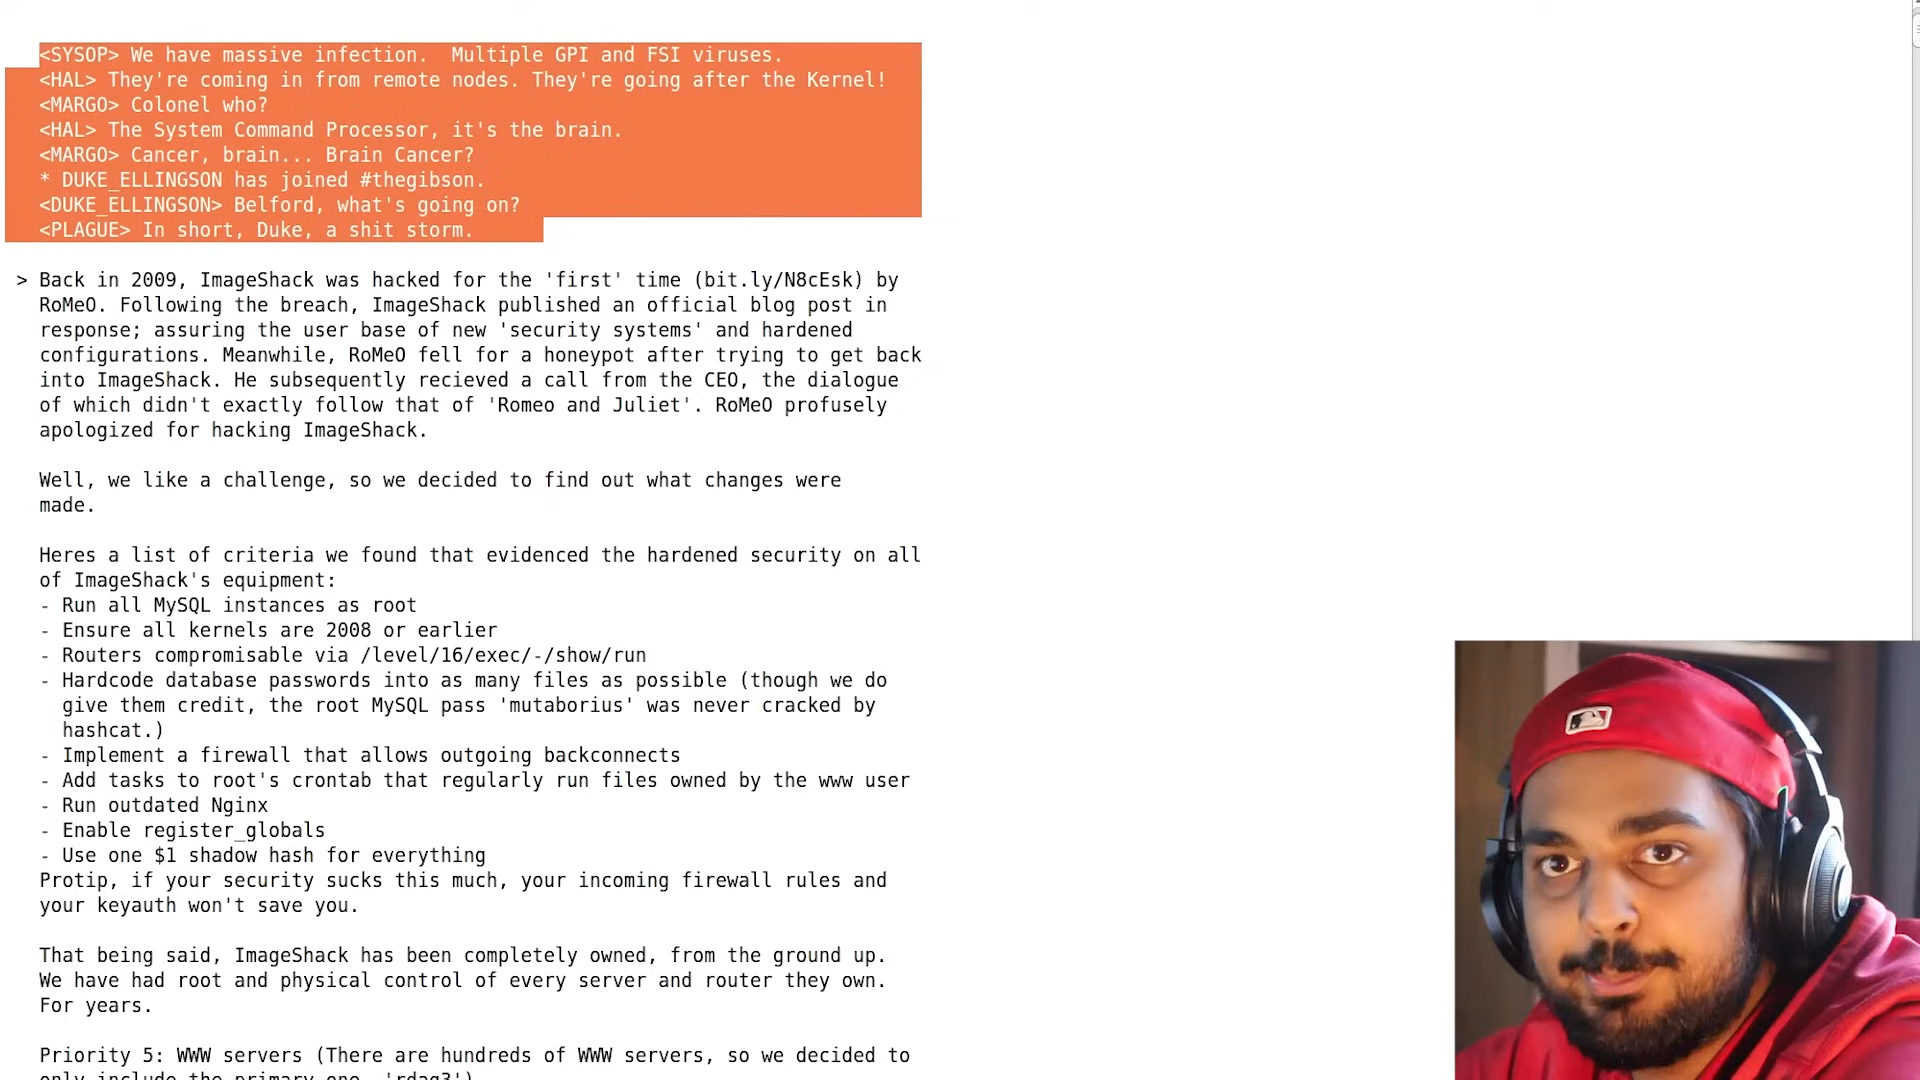 <SYSOP> We have massive infection.  Multiple GPI and FSI viruses.
<HAL> They're coming in from remote nodes. They're going after the Kernel!
<MARGO> Colonel who?
<HAL> The System Command Processor, it's the brain.
<MARGO> Cancer, brain... Brain Cancer?
* DUKE_ELLINGSON has joined #thegibson.
<DUKE_ELLINGSON> Belford, what's going on?
<PLAGUE> In short, Duke, a shit storm.
> Back in 2009, ImageShack was hacked for the 'first' time (bit.ly/N8cEsk) by
RoMeO. Following the breach, ImageShack published an official blog post in
response; assuring the user base of new 'security systems' and hardened
configurations. Meanwhile, RoMeO fell for a honeypot after trying to get back
into ImageShack. He subsequently recieved a call from the CEO, the dialogue
of which didn't exactly follow that of 'Romeo and Juliet'. RoMeO profusely
apologized for hacking ImageShack.
Well, we like a challenge, so we decided to find out what changes were
made.
Heres a list of criteria we found that evidenced the hardened security on all
of ImageShack's equipment:
- Run all MySQL instances as root
- Ensure all kernels are 2008 or earlier
- Routers compromisable via /level/16/exec/-/show/run
- Hardcode database passwords into as many files as possible (though we do
give them credit, the root MySQL pass 'mutaborius' was never cracked by
hashcat.)
- Implement a firewall that allows outgoing backconnects
- Add tasks to root's crontab that regularly run files owned by the www user
- Run outdated Nginx
- Enable register_globals
- Use one $1 shadow hash for everything
Protip, if your security sucks this much, your incoming firewall rules and
your keyauth won't save you.
That being said, ImageShack has been completely owned, from the ground up.
We have had root and physical control of every server and router they own.
For years.
Priority 5: WWW servers (There are hundreds of WWW servers, so we decided to
only include the primary one, 'rdag3')